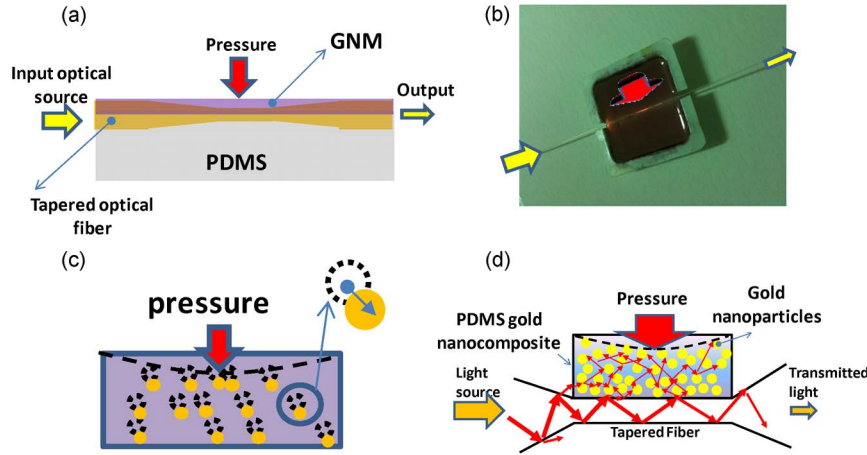 (a)
Pressure
GNM
Input optical
source
Output
PDMS
Tapered optical
fiber
(b)
(c)
pressure
(d)
Pressure
Gold
nanoparticles
PDMS gold
nanocomposite
Light
source
Transmitted
light
Tapered Fiber